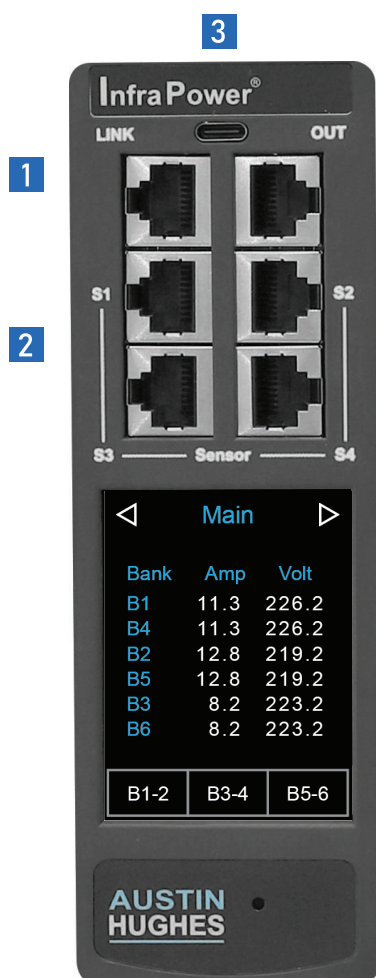 3
InfraPower®
LINK OUT
1
S1 S2
2
S3 Sensor S4
Main
Bank Amp Volt
B1 11.3 226.2
B4 11.3 226.2
B2 12.8 219.2
B5 12.8 219.2
B3 8.2 223.2
B6 8.2 223.2
B1-2 B3-4 B5-6
AUSTIN
HUGHES